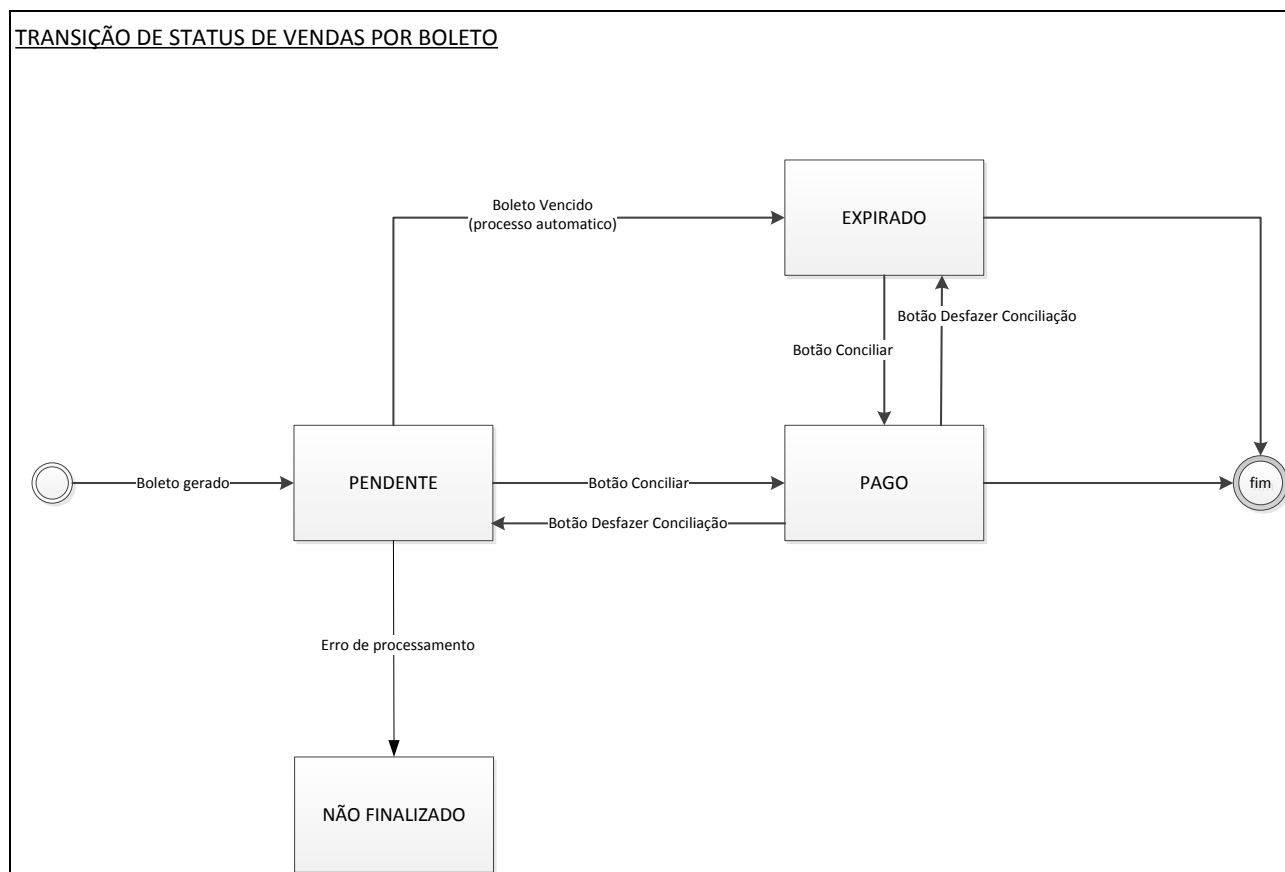 TRANSIÇÃO DE STATUS DE VENDAS POR BOLETO
EXPIRADO
Boleto Vencido
(processo automatico)
Botão Desfazer Conciliação
Botão Conciliar
Boleto gerado
PENDENTE
Botão Conciliar
PAGO
fim
Botão Desfazer Conciliação
Erro de processamento
NÃO FINALIZADO